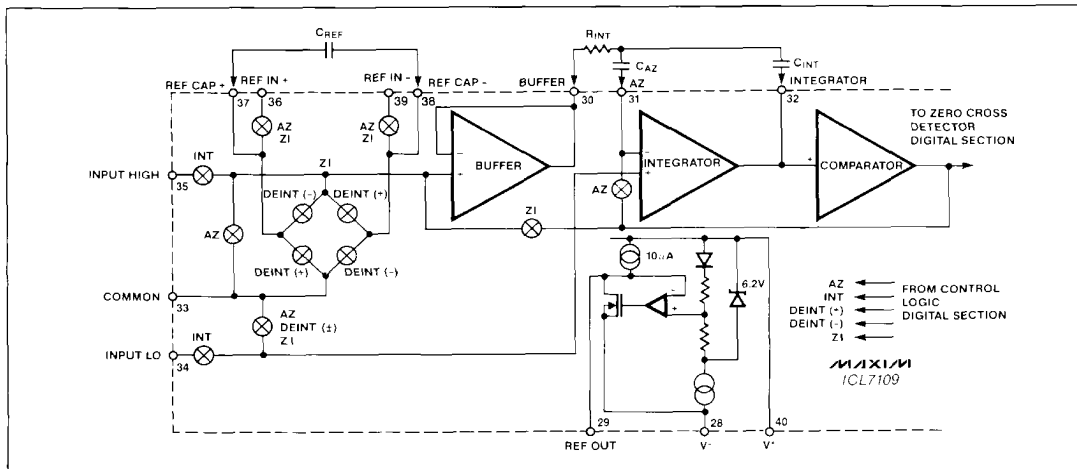 CREF
RINT
CAZ
CINT
REF CAP +
REF IN +
REF IN -
REF CAP -
BUFFER
AZ
INTEGRATOR
37
36
39
38
30
31
32
AZ
ZI
AZ
ZI
TO ZERO CROSS
DETECTOR
DIGITAL SECTION
INT
ZI
BUFFER
INTEGRATOR
COMPARATOR
INPUT HIGH
35
DEINT (-)
DEINT (+)
AZ
ZI
AZ
DEINT (+)
DEINT (-)
10μA
6.2V
COMMON
33
AZ
DEINT (±)
ZI
INT
INPUT LO
34
AZ
INT
DEINT (+)
DEINT (-)
ZI
FROM CONTROL
LOGIC
DIGITAL SECTION
MAXIM
ICL7109
29
28
40
REF OUT
V-
V+